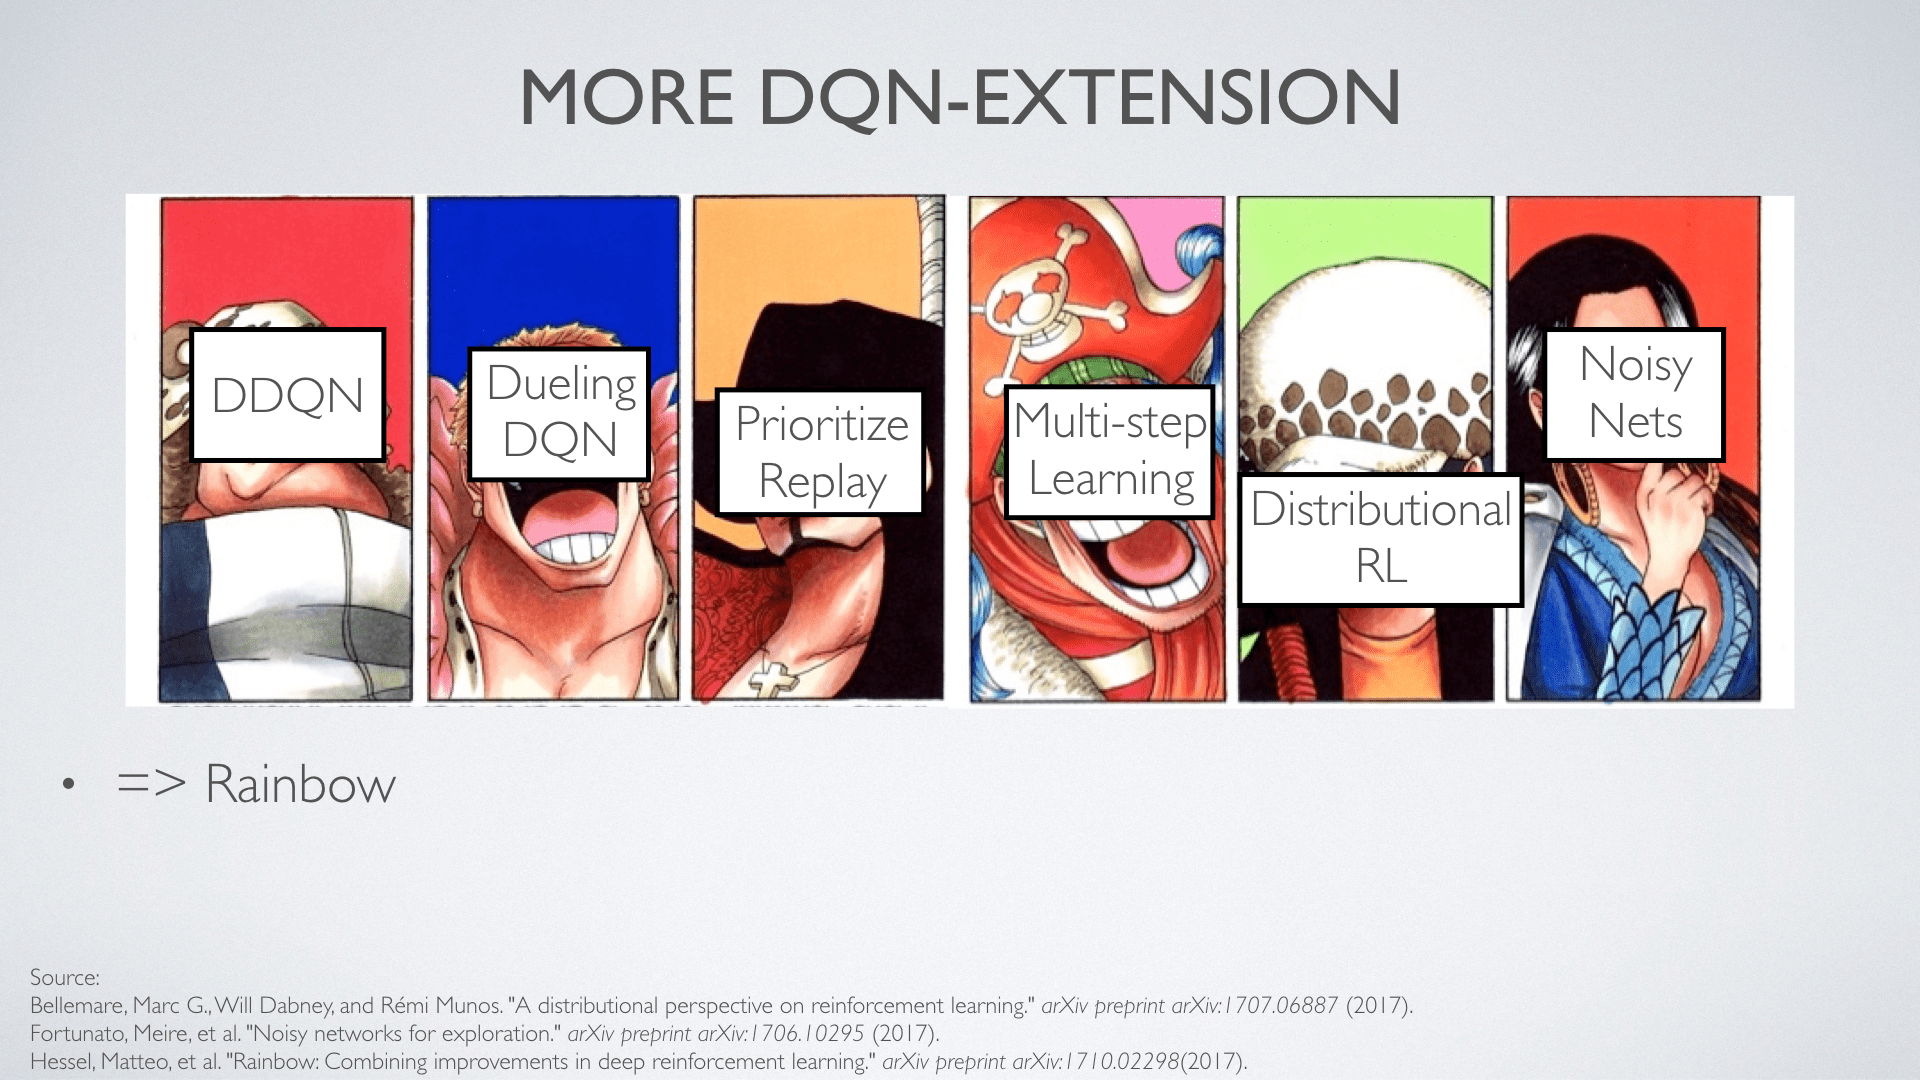 MORE DQN-EXTENSION
DDQN
Dueling
DQN
Prioritize
Replay
Multi-step
Learning
Distributional
RL
Noisy
Nets
• => Rainbow
Source:
Bellemare, Marc G., Will Dabney, and Rémi Munos. "A distributional perspective on reinforcement learning." arXiv preprint arXiv:1707.06887 (2017).
Fortunato, Meire, et al. "Noisy networks for exploration." arXiv preprint arXiv:1706.10295 (2017).
Hessel, Matteo, et al. "Rainbow: Combining improvements in deep reinforcement learning." arXiv preprint arXiv:1710.02298(2017).